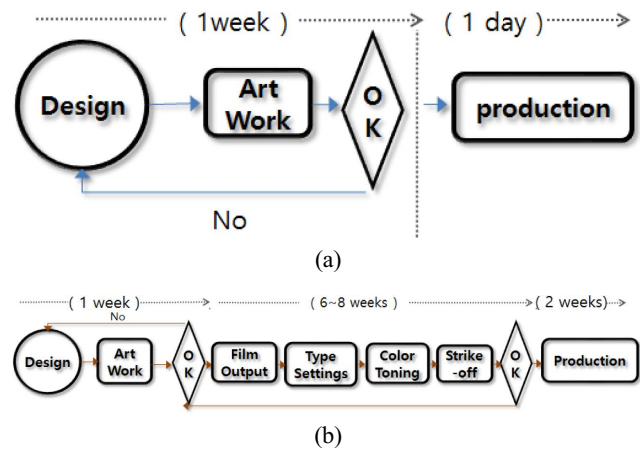 ( 1week )
( 1 day )
Design
Art
Work
O
K
production
No
(a)
( 1 week )
( 6~8 weeks )
( 2 weeks)
No
Design
Art
Work
O
K
Film
Output
Type
Settings
Color
Toning
Strike
-off
O
K
Production
(b)